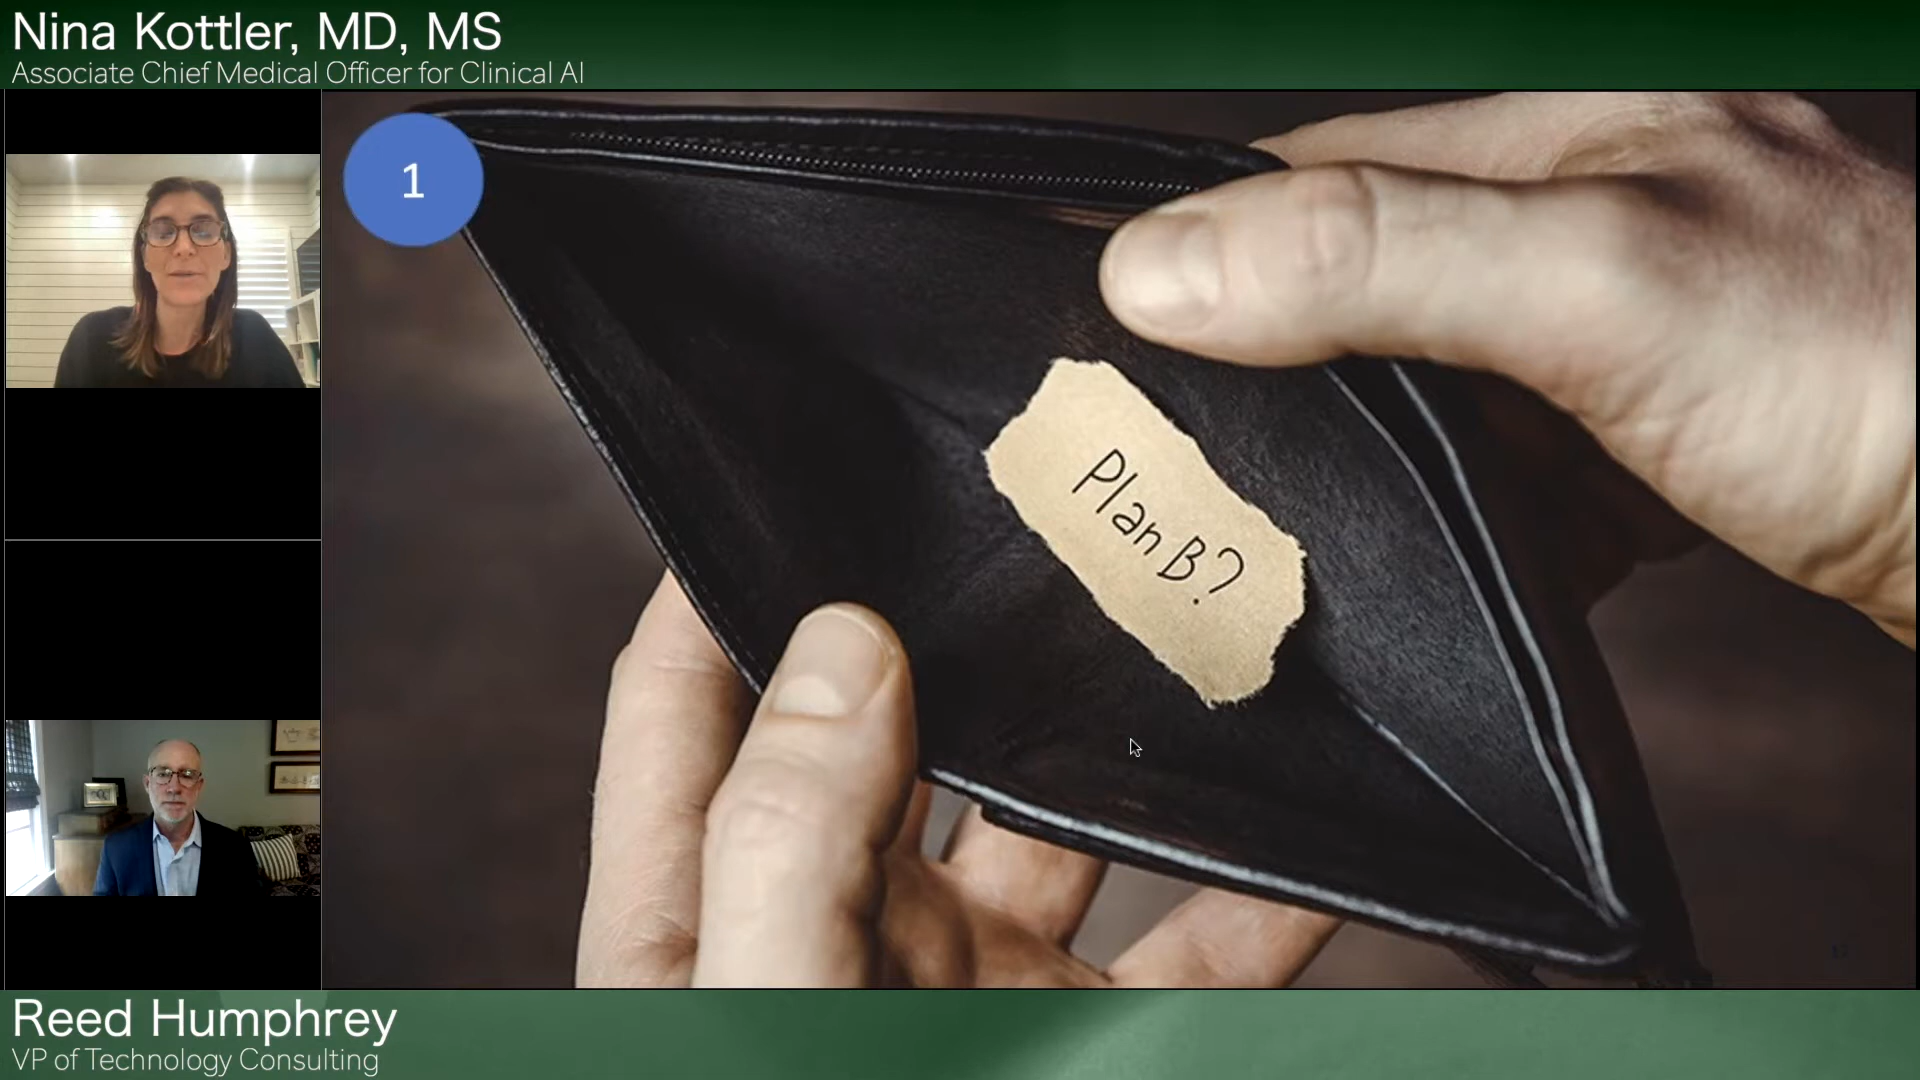 Nina Kottler, MD, MS
Associate Chief Medical Officer for Clinical AI
1
Plan B?
Reed Humphrey
VP of Technology Consulting